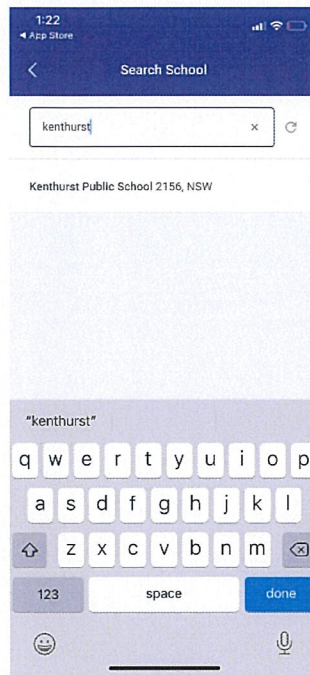 1:22
◀ App Store
Search School
kenthurst
Kenthurst Public School 2156, NSW
"kenthurst"
q w e r t y u i o p
a s d f g h j k l
z x c v b n m
123 space done